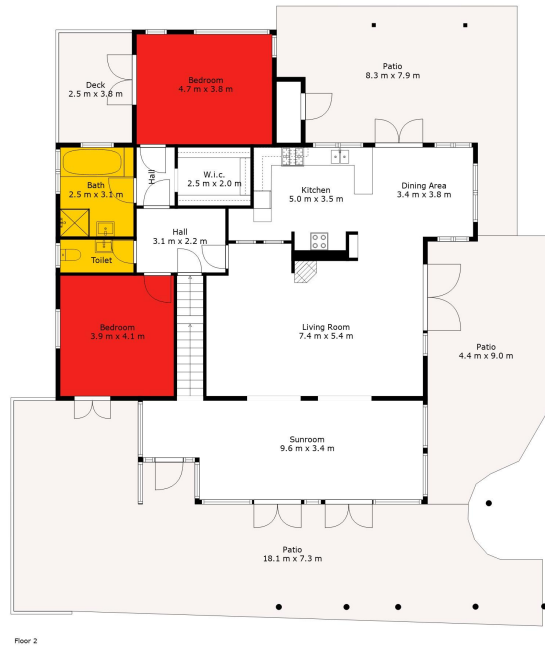 Patio
8.3 m x 7.9 m
Deck
2.5 m x 3.8 m
Bedroom
4.7 m x 3.8 m
Hall
W.i.c.
2.5 m x 2.0 m
Bath
2.5 m x 3.1 m
Kitchen
5.0 m x 3.5 m
Dining Area
3.4 m x 3.8 m
Hall
3.1 m x 2.2 m
Toilet
Bedroom
3.9 m x 4.1 m
Living Room
7.4 m x 5.4 m
Patio
4.4 m x 9.0 m
Sunroom
9.6 m x 3.4 m
Patio
18.1 m x 7.3 m
Floor 2